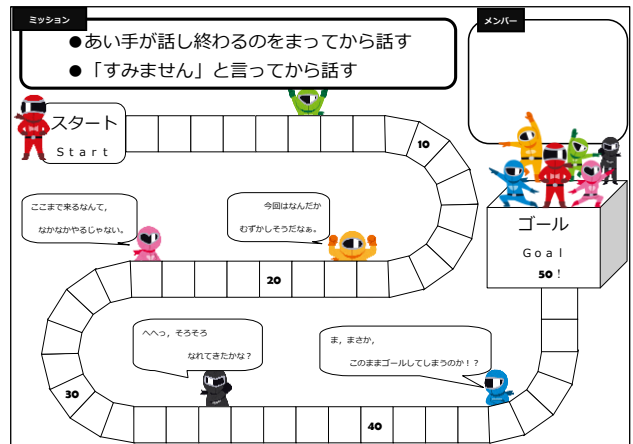 ミッション
●あい手が話し終わるのをまってから話す
●「すみません」と言ってから話す
メンバー
スタート
Start
10
ここまで来るなんて，
なかなかやるじゃない。
今回はなんだか
むずかしそうだなぁ。
ゴール
Goal
50！
20
へへっ，そろそろ
なれてきたかな？
ま，まさか，
このままゴールしてしまうのか！？
30
40